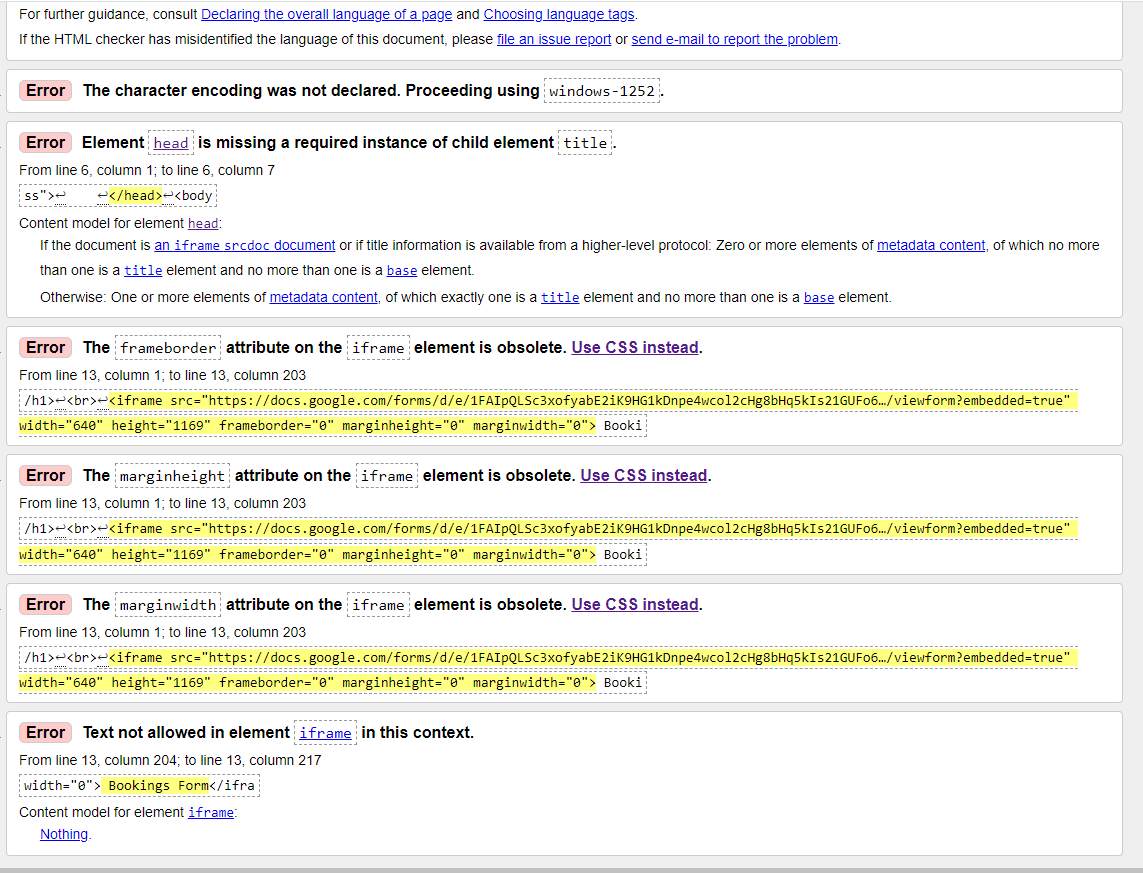 For further guidance, consult Declaring the overall language of a page and Choosing language tags.
If the HTML checker has misidentified the language of this document, please file an issue report or send e-mail to report the problem.
Error The character encoding was not declared. Proceeding using windows-1252.
Error Element head is missing a required instance of child element title.
From line 6, column 1; to line 6, column 7
ss">↩    ↩</head>↩<body
Content model for element head:
If the document is an iframe srcdoc document or if title information is available from a higher-level protocol: Zero or more elements of metadata content, of which no more
than one is a title element and no more than one is a base element.
Otherwise: One or more elements of metadata content, of which exactly one is a title element and no more than one is a base element.
Error The frameborder attribute on the iframe element is obsolete. Use CSS instead.
From line 13, column 1; to line 13, column 203
/h1>↩<br>↩<iframe src="https://docs.google.com/forms/d/e/1FAIpQLSc3xofyabE2iK9HG1kDnpe4wcol2cHg8bHq5kIs21GUFo6…/viewform?embedded=true"
width="640" height="1169" frameborder="0" marginheight="0" marginwidth="0"> Booki
Error The marginheight attribute on the iframe element is obsolete. Use CSS instead.
From line 13, column 1; to line 13, column 203
/h1>↩<br>↩<iframe src="https://docs.google.com/forms/d/e/1FAIpQLSc3xofyabE2iK9HG1kDnpe4wcol2cHg8bHq5kIs21GUFo6…/viewform?embedded=true"
width="640" height="1169" frameborder="0" marginheight="0" marginwidth="0"> Booki
Error The marginwidth attribute on the iframe element is obsolete. Use CSS instead.
From line 13, column 1; to line 13, column 203
/h1>↩<br>↩<iframe src="https://docs.google.com/forms/d/e/1FAIpQLSc3xofyabE2iK9HG1kDnpe4wcol2cHg8bHq5kIs21GUFo6…/viewform?embedded=true"
width="640" height="1169" frameborder="0" marginheight="0" marginwidth="0"> Booki
Error Text not allowed in element iframe in this context.
From line 13, column 204; to line 13, column 217
width="0"> Bookings Form</ifra
Content model for element iframe:
Nothing.